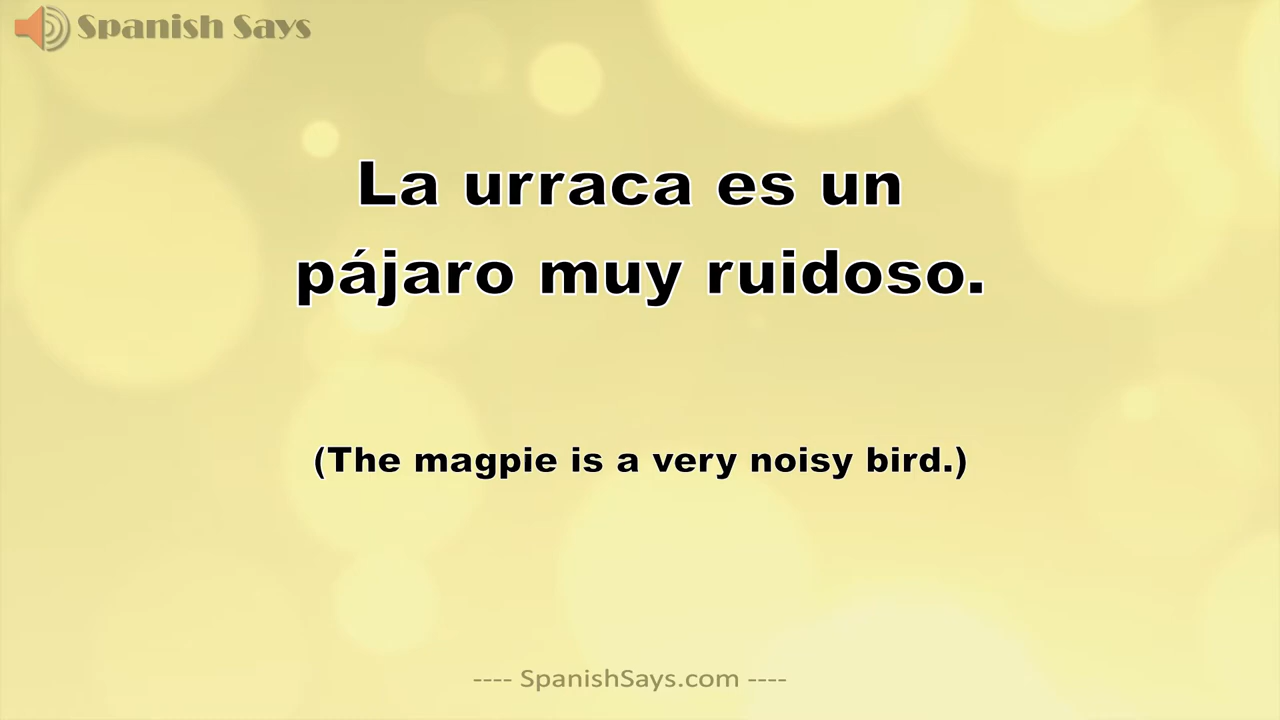 Spanish Says
La urraca es un
pájaro muy ruidoso.
(The magpie is a very noisy bird.)
---- SpanishSays.com ----